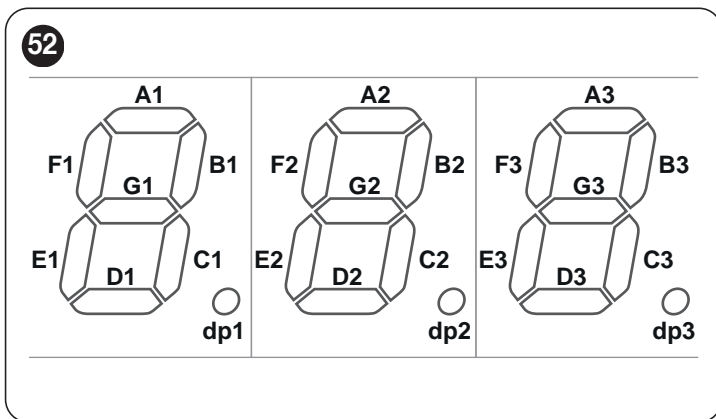 52
A1 A2 A3
F1 B1 F2 B2 F3 B3
G1 G2 G3
E1 C1 E2 C2 E3 C3
D1 D2 D3
dp1 dp2 dp3